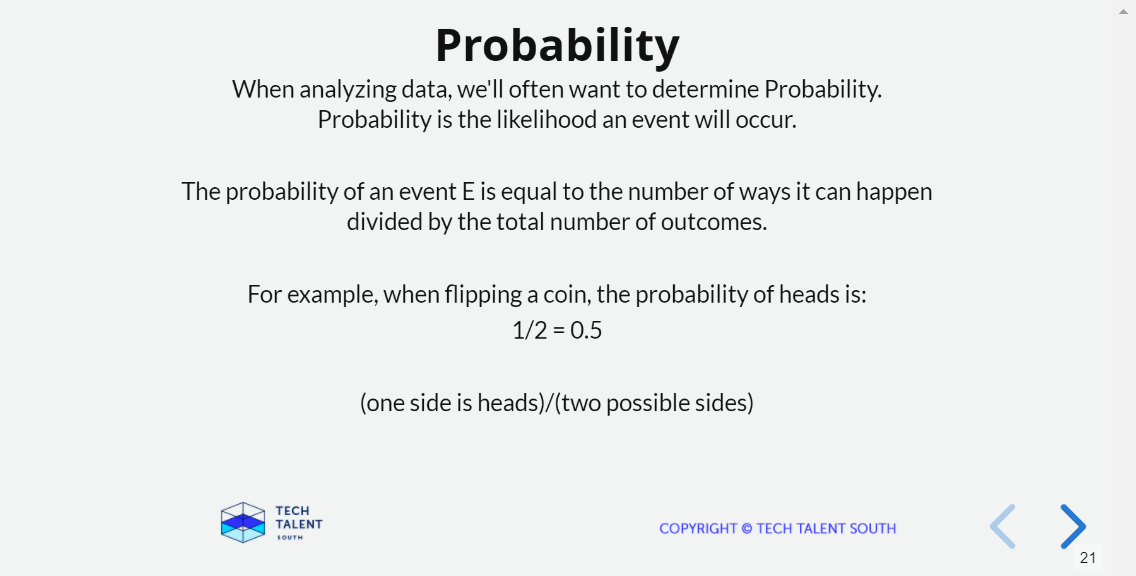 Probability
When analyzing data, we'll often want to determine Probability.
Probability is the likelihood an event will occur.
The probability of an event E is equal to the number of ways it can happen
divided by the total number of outcomes.
For example, when flipping a coin, the probability of heads is:
1/2 = 0.5
(one side is heads)/(two possible sides)
TECH
TALENT
SOUTH
COPYRIGHT © TECH TALENT SOUTH
21